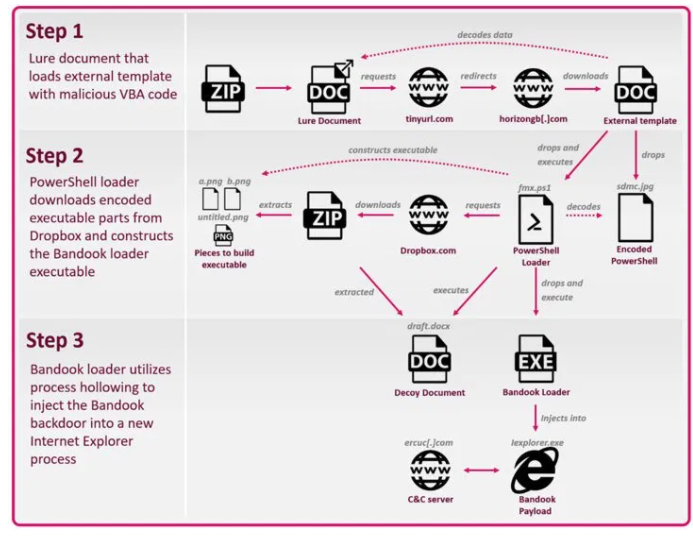 Step 1
Lure document that
loads external template
with malicious VBA code
decodes data
ZIP
DOC
requests
WWW
redirects
WWW
downloads
DOC
Lure Document
tinyurl.com
horizongb[.]com
External template
Step 2
PowerShell loader
downloads encoded
executable parts from
Dropbox and constructs
the Bandook loader
executable
constructs executable
drops and
executes
drops
a.png b.png
untitled.png
PNG
Pieces to build
executable
extracts
ZIP
downloads
WWW
Dropbox.com
requests
fmx.ps1
PowerShell
Loader
decodes
sdmc.jpg
Encoded
PowerShell
extracted
executes
drops and
execute
Step 3
Bandook loader utilizes
process hollowing to
inject the Bandook
backdoor into a new
Internet Explorer
process
draft.docx
DOC
Decoy Document
EXE
Bandook Loader
Injects into
ercuc[.]com
WWW
C&C server
Iexplorer.exe
Bandook
Payload